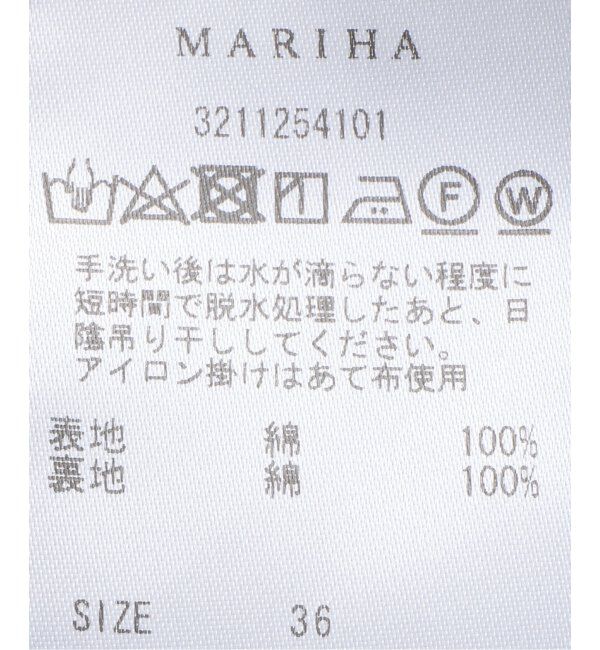 MARIHA
3211254101
F W
手洗い後は水が滴らない程度に
短時間で脱水処理したあと、日
陰吊り干ししてください。
アイロン掛けはあて布使用
表地 綿 100%
裏地 綿 100%
SIZE 36